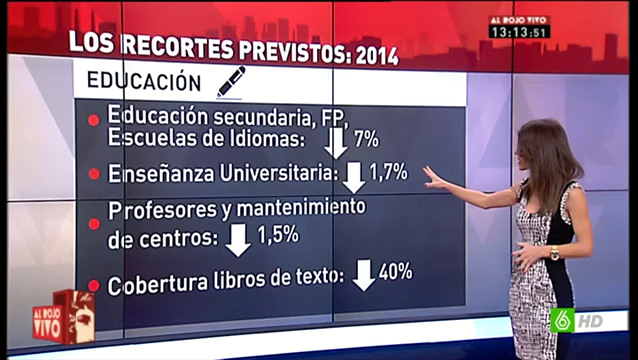 AL ROJO VIVO
13:13:51
LOS RECORTES PREVISTOS: 2014
EDUCACIÓN
Educación secundaria, FP,
Escuelas de Idiomas: 7%
Enseñanza Universitaria: 1,7%
Profesores y mantenimiento
de centros: 1,5%
Cobertura libros de texto: 40%
AL ROJO
VIVO
6 HD